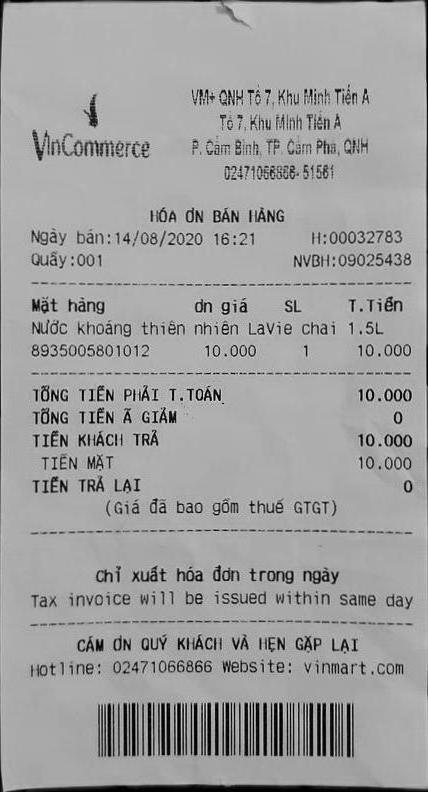 VinCommerce
VM+ QNH Tổ 7, Khu Minh Tiến A
Tổ 7, Khu Minh Tiến A
P. Cẩm Bình, TP. Cẩm Phả, QNH
02471066866-51561
HÓA ƠN BÁN HÀNG
Ngày bán:14/08/2020 16:21 H:00032783
Quầy:001 NVBH:09025438
Mặt hàng ơn giá SL T.Tiền
Nước khoáng thiên nhiên LaVie chai 1.5L
8935005801012 10.000 1 10.000
TỔNG TIỀN PHẢI T.TOÁN 10.000
TỔNG TIỀN Ã GIẢM 0
TIỀN KHÁCH TRẢ 10.000
TIỀN MẶT 10.000
TIỀN TRẢ LẠI 0
(Giá đã bao gồm thuế GTGT)
Chỉ xuất hóa đơn trong ngày
Tax invoice will be issued within same day
CÁM ƠN QUÝ KHÁCH VÀ HẸN GẶP LẠI
Hotline: 02471066866 Website: vinmart.com